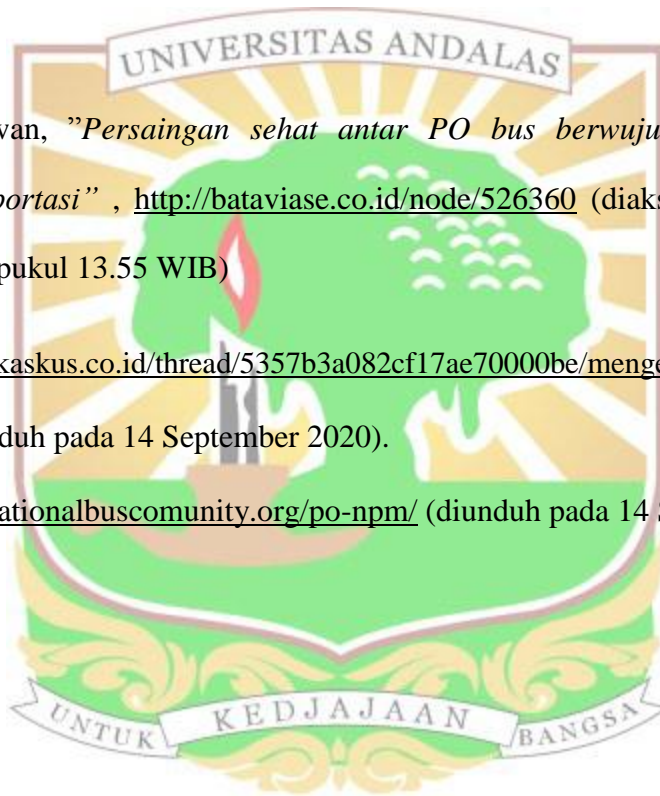 UNIVERSITAS ANDALAS
wan, ”Persaingan sehat antar PO bus berwuju
portasi” , http://bataviase.co.id/node/526360 (diaks
pukul 13.55 WIB)
kaskus.co.id/thread/5357b3a082cf17ae70000be/menge
duh pada 14 September 2020).
ationalbuscomunity.org/po-npm/ (diunduh pada 14
UNTUK KEDJAJAAN BANGSA